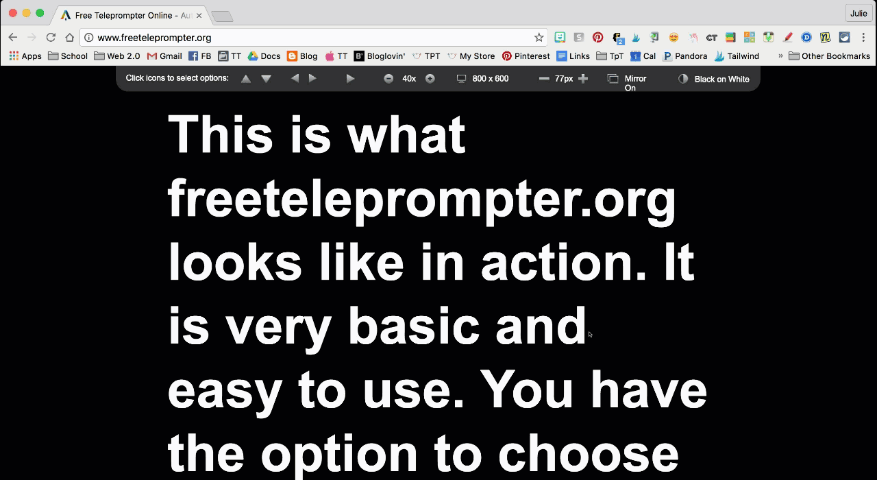 Free Teleprompter Online - Au
Julie
www.freeteleprompter.org
Apps School Web 2.0 Gmail FB TT Docs Blog TT Bloglovin' TPT My Store Pinterest Links TpT Cal Pandora Tailwind » Other Bookmarks
Click icons to select options: 40x 800 x 600 77px Mirror On Black on White
This is what
freeteleprompter.org
looks like in action. It
is very basic and
easy to use. You have
the option to choose